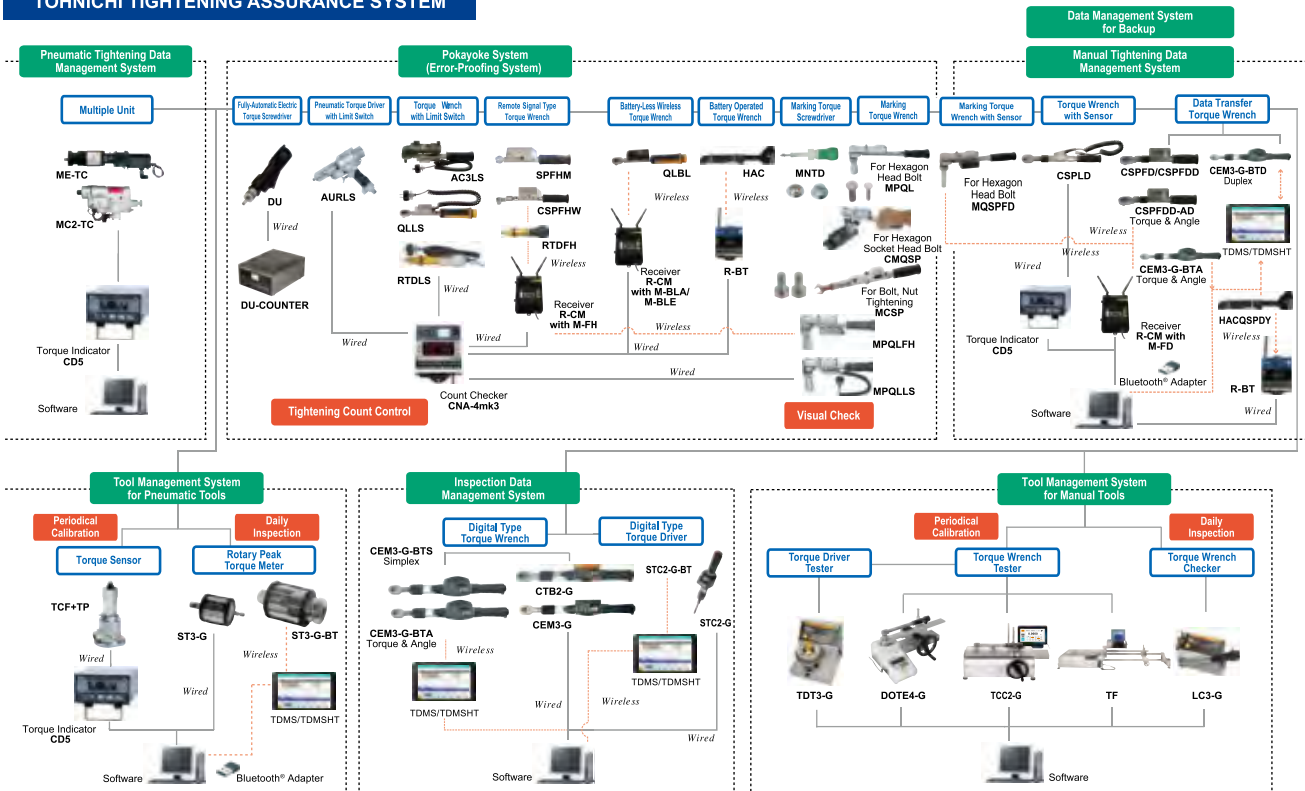 TOHNICHI TIGHTENING ASSURANCE SYSTEM
Data Management System
for Backup
Pneumatic Tightening Data
Management System
Pokayoke System
(Error-Proofing System)
Manual Tightening Data
Management System
Multiple Unit
Fully-Automatic Electric
Torque Screwdriver
Pneumatic Torque Driver
with Limit Switch
Torque Wrench
with Limit Switch
Remote Signal Type
Torque Wrench
Battery-Less Wireless
Torque Wrench
Battery Operated
Torque Wrench
Marking Torque
Screwdriver
Marking
Torque Wrench
Marking Torque
Wrench with Sensor
Torque Wrench
with Sensor
Data Transfer
Torque Wrench
ME-TC
MC2-TC
Torque Indicator
CD5
Software
DU
Wired
DU-COUNTER
AURLS
Wired
AC3LS
QLLS
RTDLS
Wired
SPFHM
CSPFHW
RTDFH
Wireless
Receiver
R-CM
with M-FH
Wired
Count Checker
CNA-4mk3
QLBL
Wireless
Receiver
R-CM
with M-BLA/
M-BLE
HAC
Wireless
R-BT
Wireless
Wired
Wired
MNTD
For Hexagon
Head Bolt
MPQL
For Hexagon
Socket Head Bolt
CMQSP
For Bolt, Nut
Tightening
MCSP
MPQLFH
MPQLLS
Tightening Count Control
Visual Check
For Hexagon
Head Bolt
MQSPFD
CSPLD
Wired
Torque Indicator
CD5
CSPFD/CSPFDD
CSPFDD-AD
Torque & Angle
Wireless
Wireless
CEM3-G-BTA
Torque & Angle
Receiver
R-CM with
M-FD
Bluetooth® Adapter
Software
CEM3-G-BTD
Duplex
TDMS/TDMSHT
HACQSPDY
Wireless
R-BT
Wired
Tool Management System
for Pneumatic Tools
Periodical
Calibration
Daily
Inspection
Torque Sensor
Rotary Peak
Torque Meter
TCF+TP
Wired
Torque Indicator
CD5
ST3-G
Wired
ST3-G-BT
Wireless
TDMS/TDMSHT
Software
Bluetooth® Adapter
Inspection Data
Management System
Digital Type
Torque Wrench
Digital Type
Torque Driver
CEM3-G-BTS
Simplex
CEM3-G-BTA
Torque & Angle
Wireless
TDMS/TDMSHT
CTB2-G
CEM3-G
Wired
Wireless
STC2-G-BT
STC2-G
TDMS/TDMSHT
Wired
Software
Tool Management System
for Manual Tools
Periodical
Calibration
Daily
Inspection
Torque Driver
Tester
Torque Wrench
Tester
Torque Wrench
Checker
TDT3-G
DOTE4-G
TCC2-G
TF
LC3-G
Software